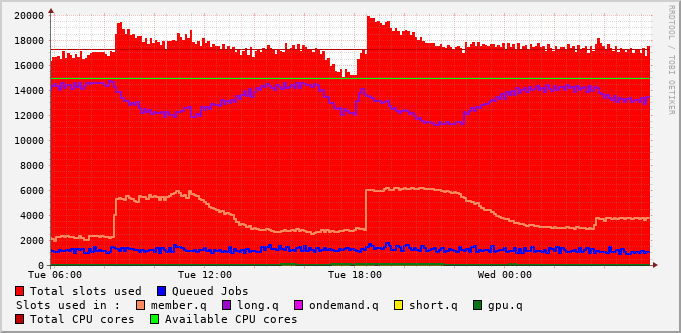 20000
18000
16000
14000
12000
10000
8000
6000
4000
2000
0
Tue 06:00 Tue 12:00 Tue 18:00 Wed 00:00
Total slots used Queued Jobs
Slots used in : member.q long.q ondemand.q short.q gpu.q
Total CPU cores Available CPU cores
RRDTOOL / TOBI OETIKER